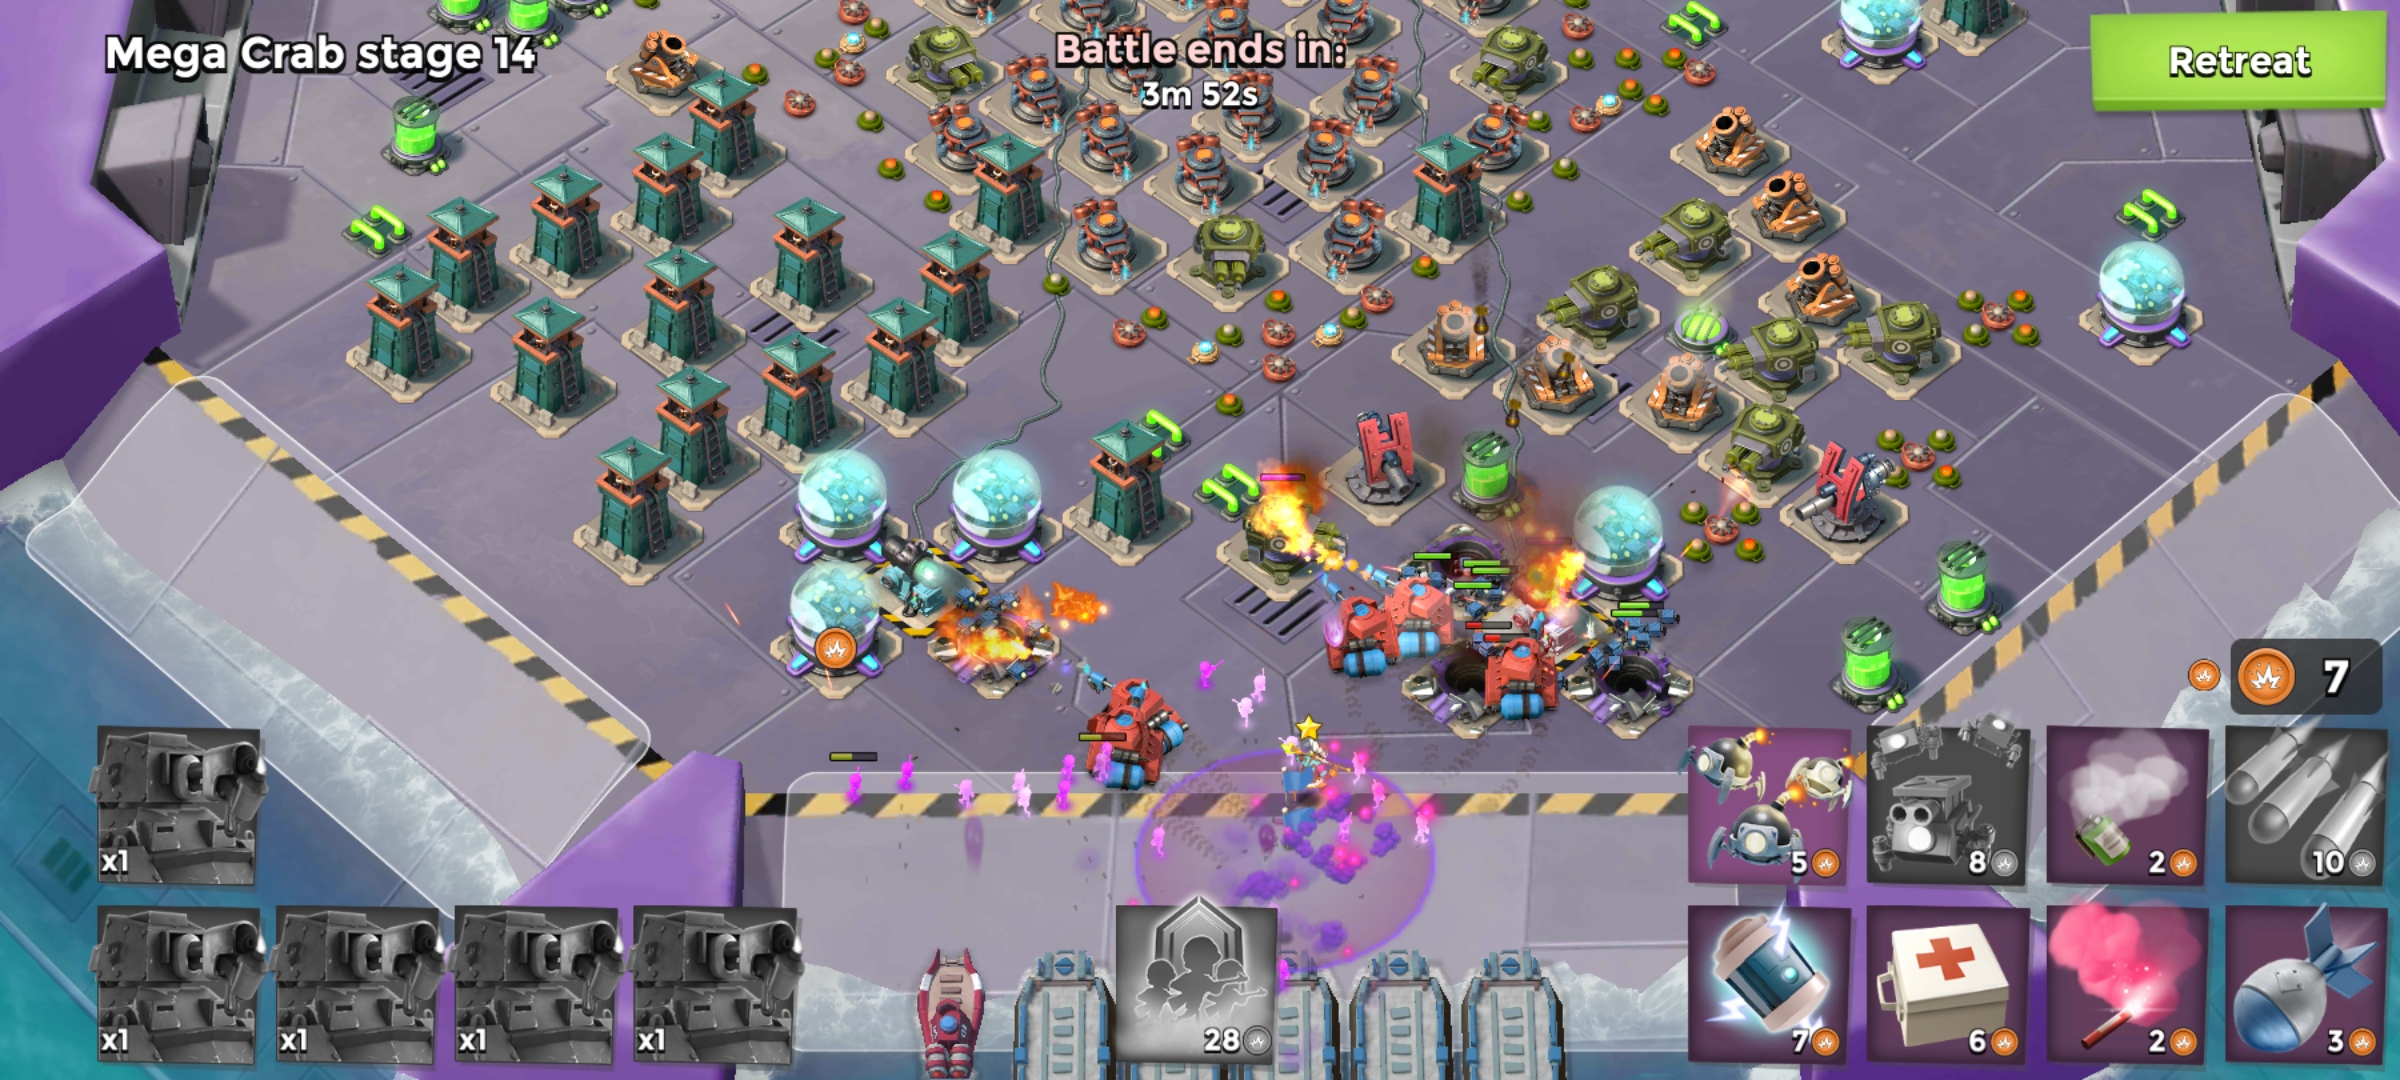 Mega Crab stage 14
Battle ends in:
3m 52s
Retreat
7
x1
5
8
2
10
x1
x1
x1
x1
28
7
6
2
3